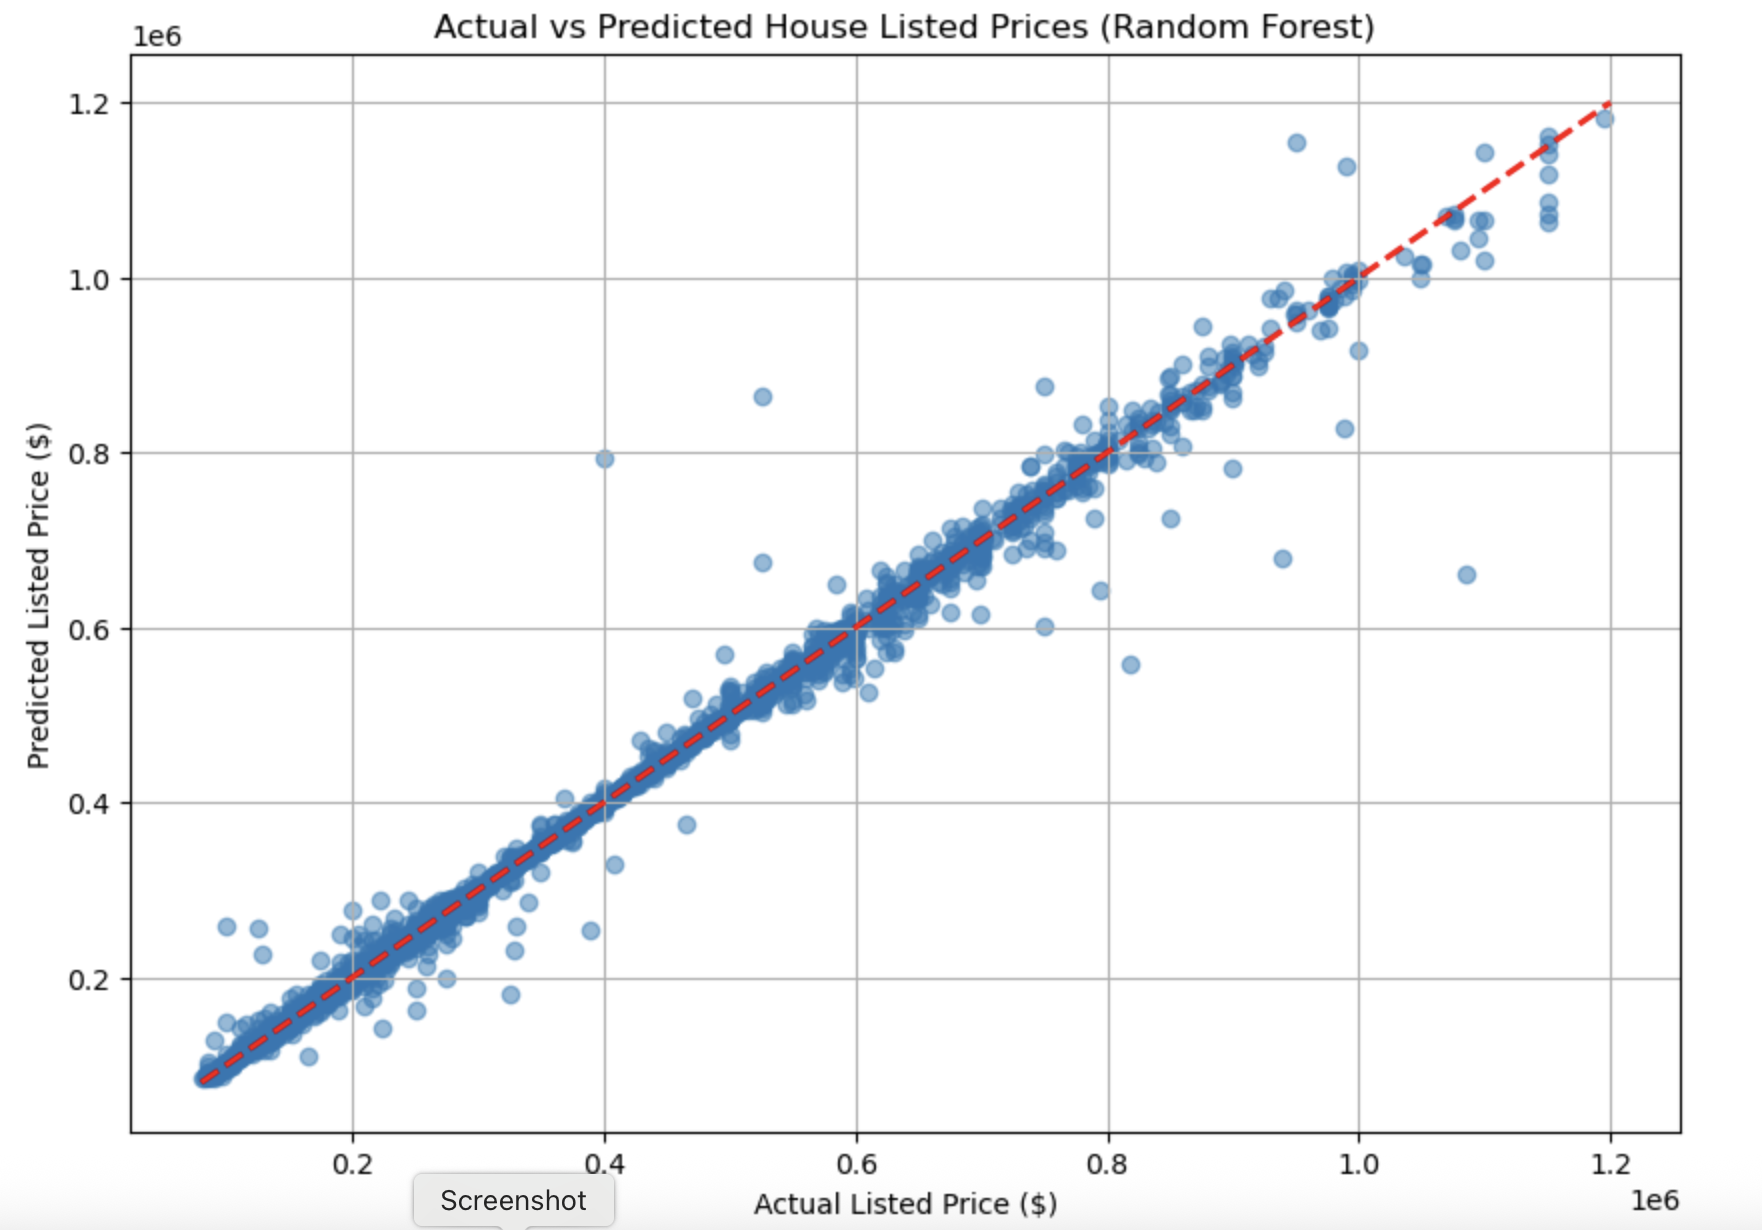 Actual vs Predicted House Listed Prices (Random Forest)
1e6
1.2
1.0
0.8
0.6
0.4
0.2
Predicted Listed Price ($)
0.2 0.4 0.6 0.8 1.0 1.2
1e6
Actual Listed Price ($)
Screenshot